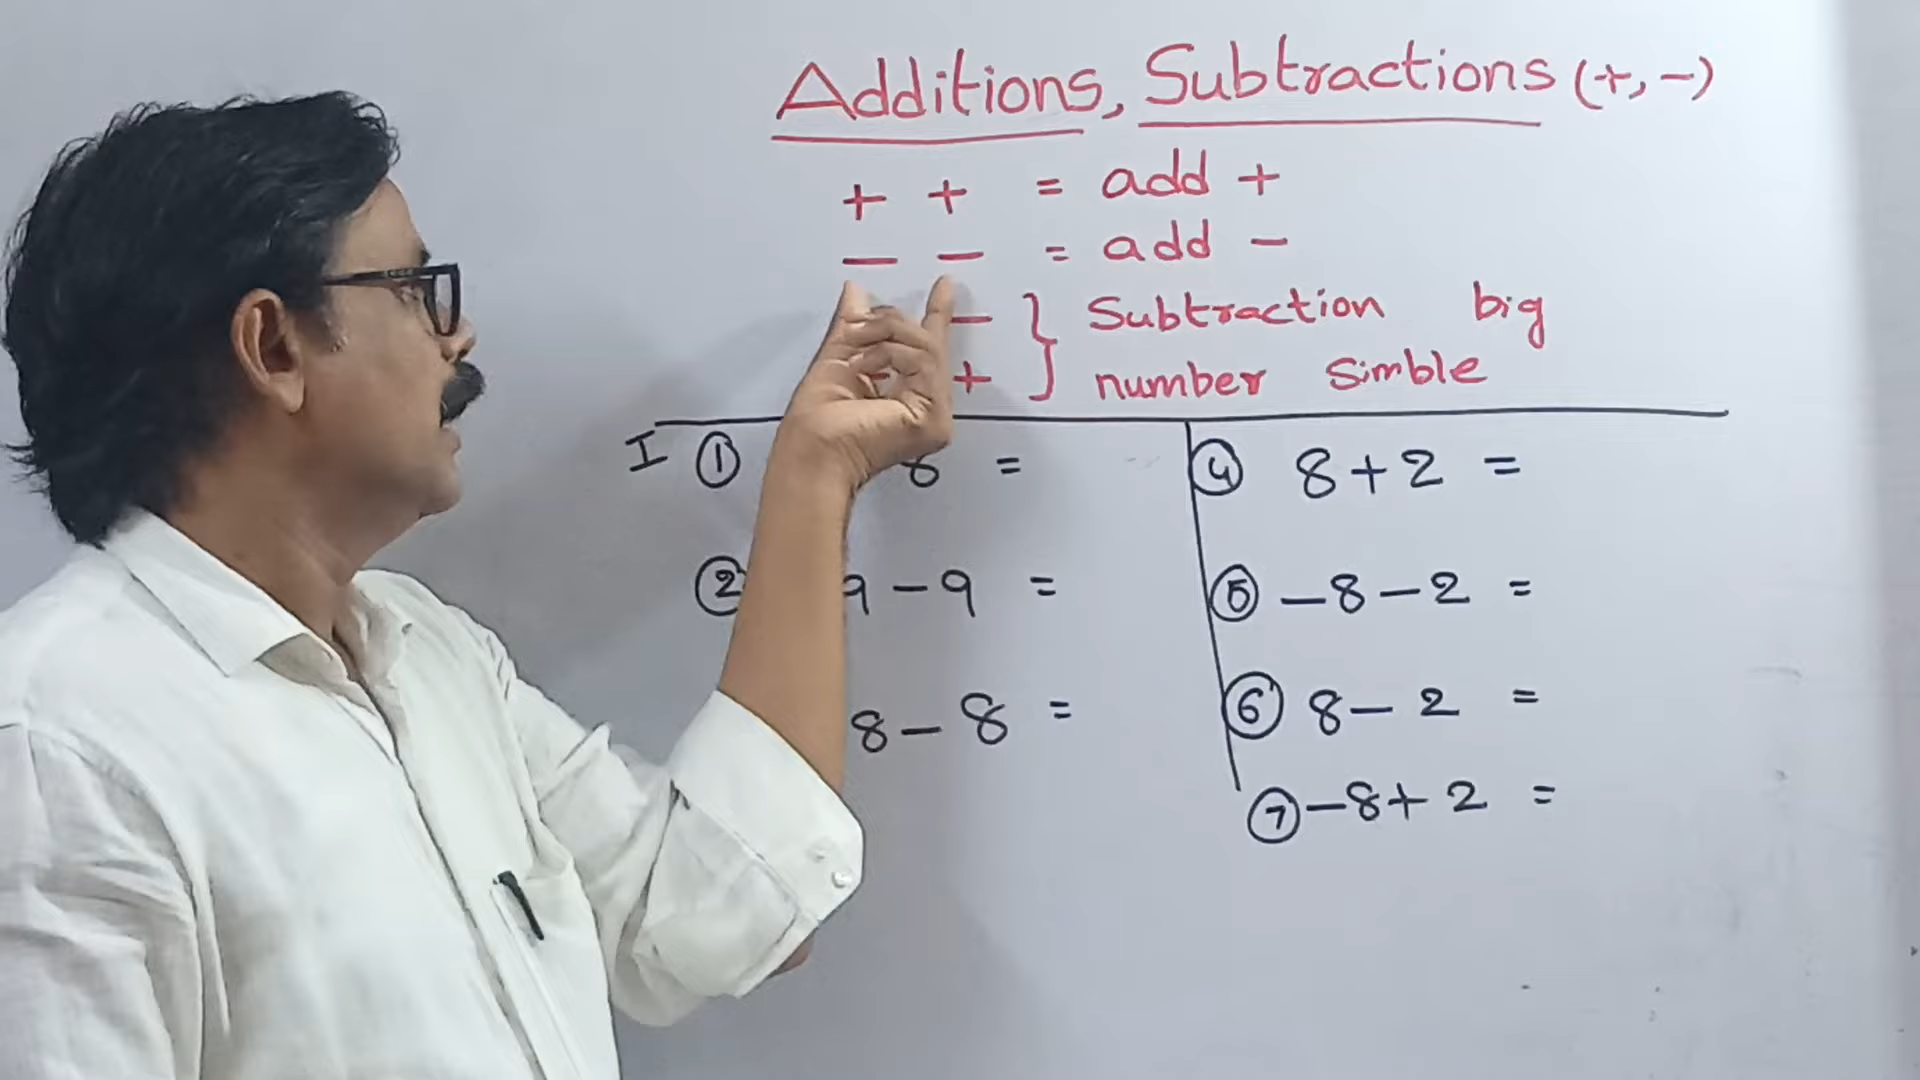 Additions, Subtractions (+, -)
+ + = add +
- - = add -
- } Subtraction big
- + } number Simble
I ① 8 =
② 9 - 9 =
8 - 8 =
④ 8 + 2 =
⑤ - 8 - 2 =
⑥ 8 - 2 =
⑦ - 8 + 2 =